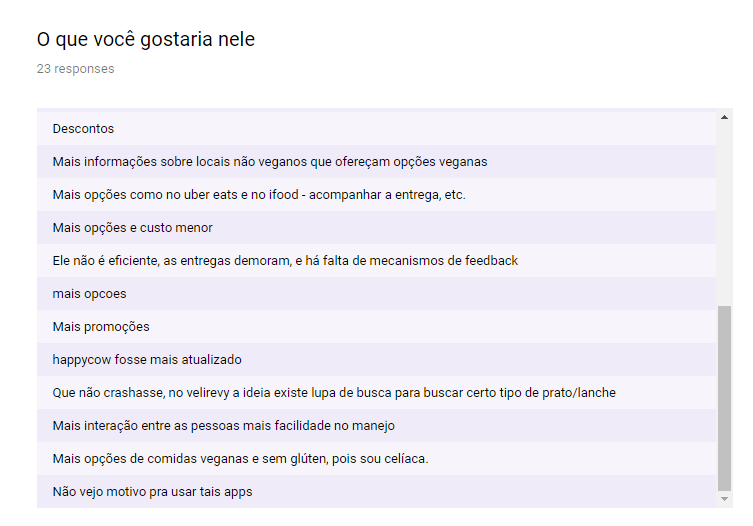 O que você gostaria nele
23 responses
Descontos
Mais informações sobre locais não veganos que ofereçam opções veganas
Mais opções como no uber eats e no ifood - acompanhar a entrega, etc.
Mais opções e custo menor
Ele não é eficiente, as entregas demoram, e há falta de mecanismos de feedback
mais opcoes
Mais promoções
happycow fosse mais atualizado
Que não crashasse, no velirevy a ideia existe lupa de busca para buscar certo tipo de prato/lanche
Mais interação entre as pessoas mais facilidade no manejo
Mais opções de comidas veganas e sem glúten, pois sou celíaca.
Não vejo motivo pra usar tais apps